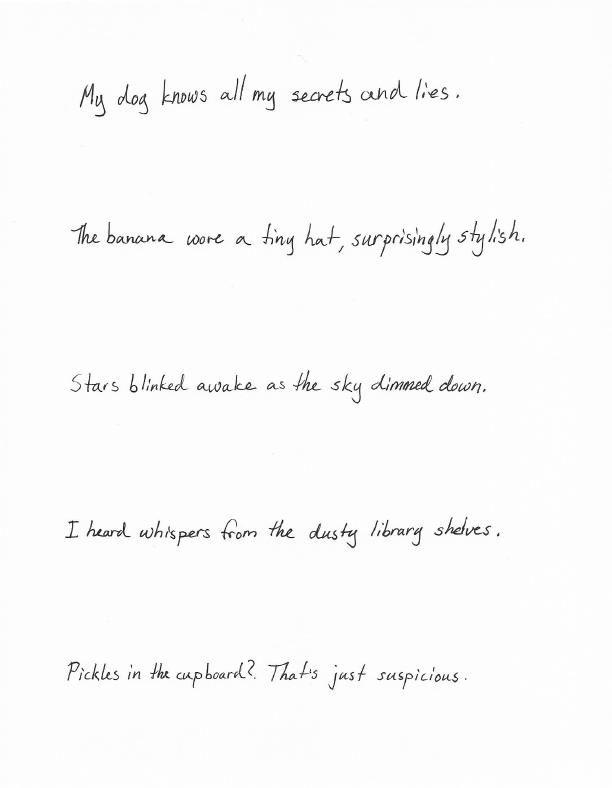 My dog knows all my secrets and lies.
The banana wore a tiny hat, surprisingly stylish.
Stars blinked awake as the sky dimmed down.
I heard whispers from the dusty library shelves.
Pickles in the cupboard? That's just suspicious.